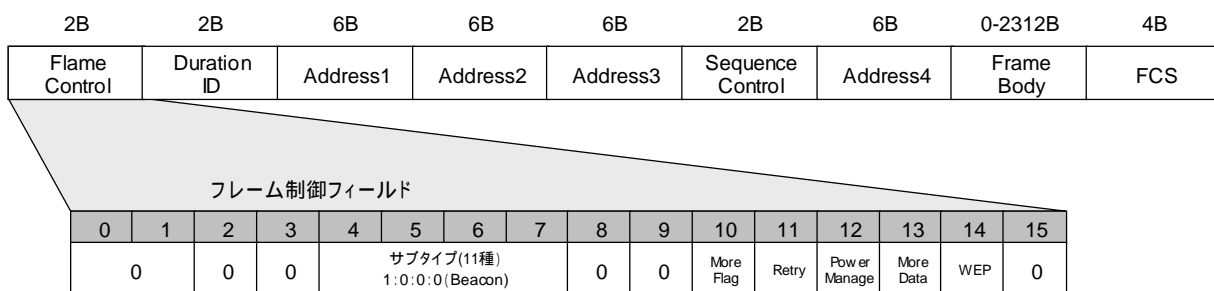 2B 2B 6B 6B 6B 2B 6B 0-2312B 4B
Flame Control Duration ID Address1 Address2 Address3 Sequence Control Address4 Frame Body FCS
フレーム制御フィールド
0 1 2 3 4 5 6 7 8 9 10 11 12 13 14 15
0 0 0 サブタイプ(11種) 1:0:0:0(Beacon) 0 0 More Flag Retry Power Manage More Data WEP 0